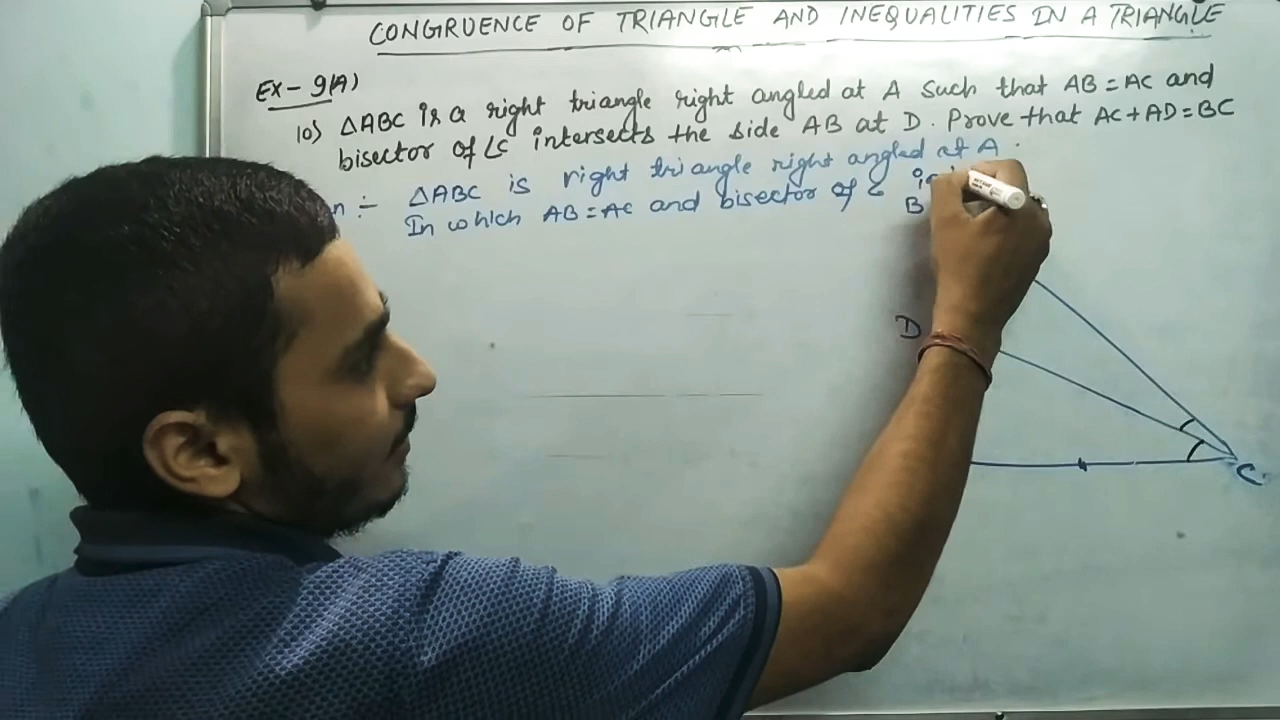 CONGRUENCE OF TRIANGLE AND INEQUALITIES IN A TRIANGLE
EX - 9(A)
10) △ABC is a right triangle right angled at A such that AB = AC and
bisector of ∠C intersects the side AB at D. Prove that AC + AD = BC
:- △ABC is right triangle right angled at A.
In which AB = AC and bisector of ∠
B
D
C